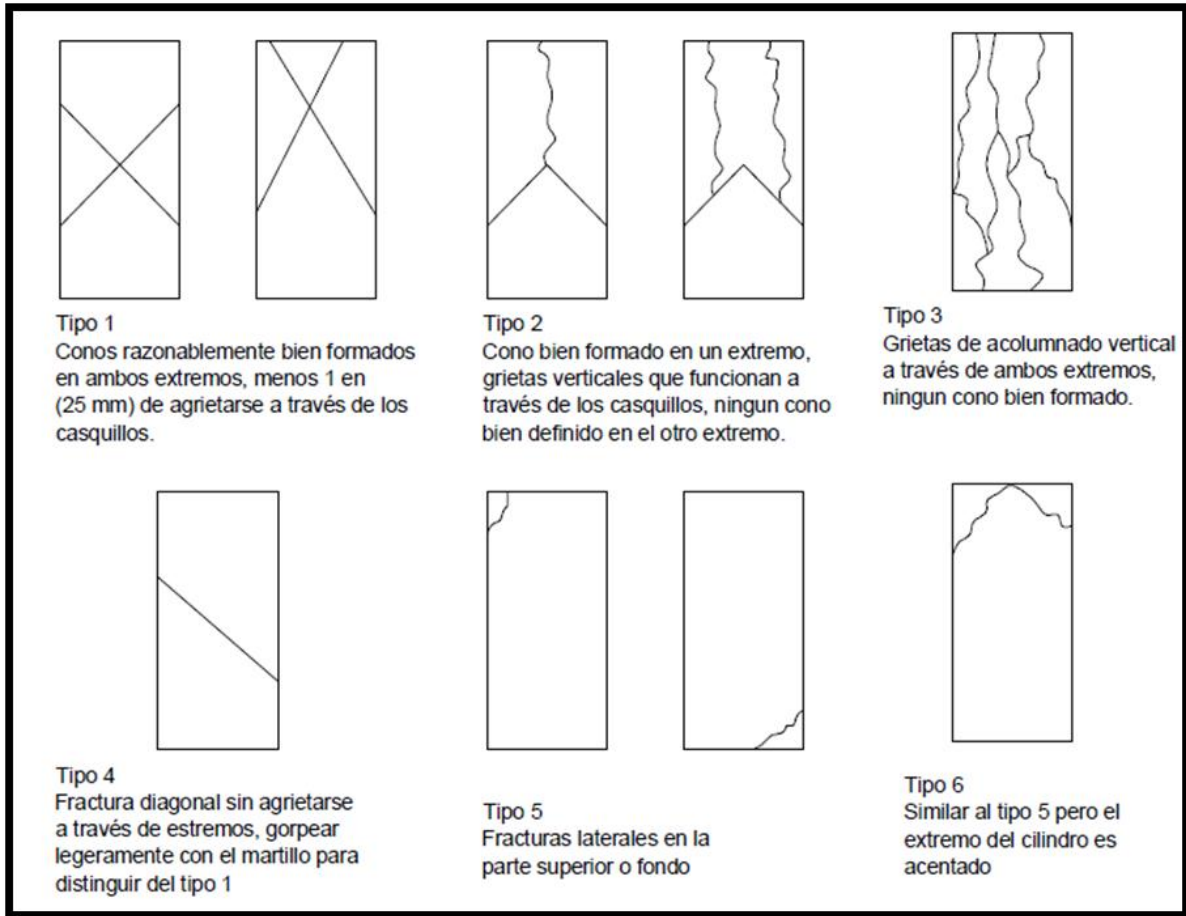 Tipo 1
Conos razonablemente bien formados
en ambos extremos, menos 1 en
(25 mm) de agrietarse a través de los
casquillos.
Tipo 2
Cono bien formado en un extremo,
grietas verticales que funcionan a
través de los casquillos, ningun cono
bien definido en el otro extremo.
Tipo 3
Grietas de acolumnado vertical
a través de ambos extremos,
ningun cono bien formado.
Tipo 4
Fractura diagonal sin agrietarse
a través de estremos, gorpear
legeramente con el martillo para
distinguir del tipo 1
Tipo 5
Fracturas laterales en la
parte superior o fondo
Tipo 6
Similar al tipo 5 pero el
extremo del cilindro es
acentado